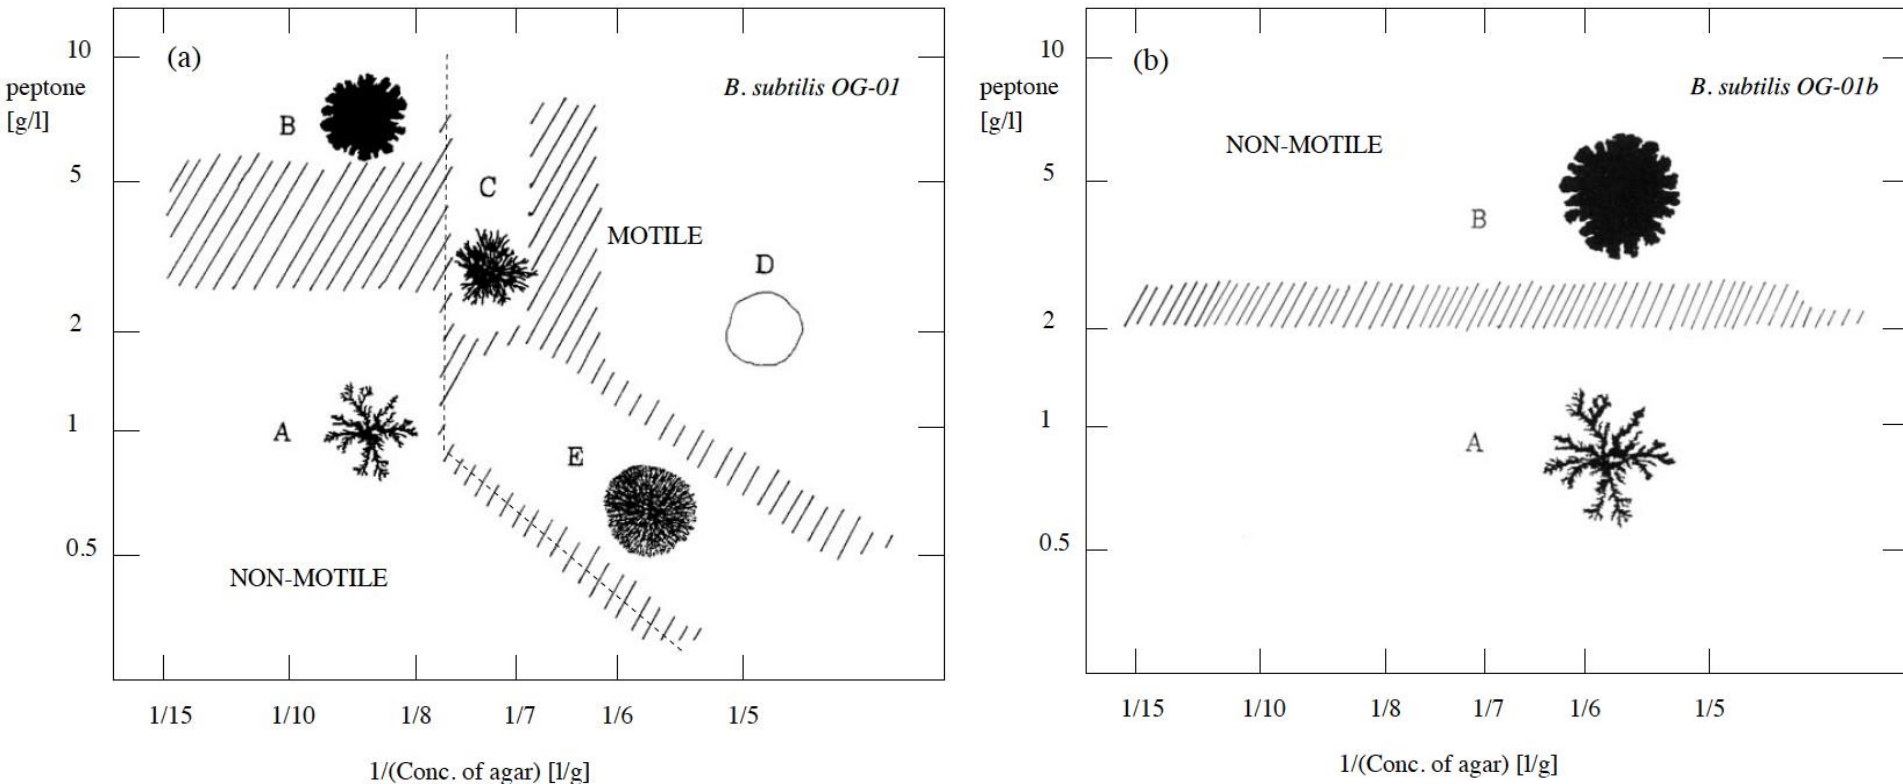 (a)
B. subtilis OG-01
10
peptone
[g/l]
5
2
1
0.5
B
C
MOTILE
D
A
E
NON-MOTILE
1/15 1/10 1/8 1/7 1/6 1/5
1/(Conc. of agar) [l/g]
(b)
B. subtilis OG-01b
10
peptone
[g/l]
5
2
1
0.5
NON-MOTILE
B
A
1/15 1/10 1/8 1/7 1/6 1/5
1/(Conc. of agar) [l/g]